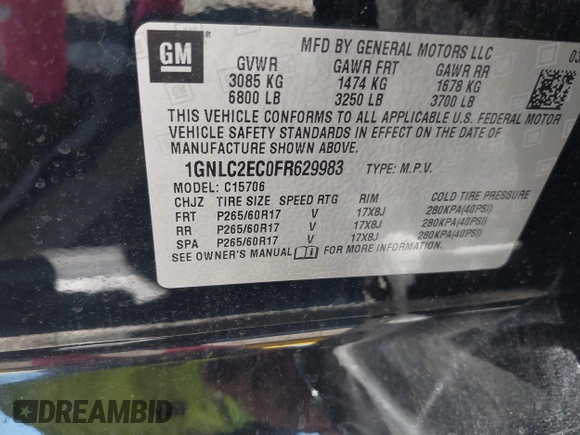 GM
MFD BY GENERAL MOTORS LLC
03
GVWR GAWR FRT GAWR RR
3085 KG 1474 KG 1678 KG
6800 LB 3250 LB 3700 LB
THIS VEHICLE CONFORMS TO ALL APPLICABLE U.S. FEDERAL MOTOR
VEHICLE SAFETY STANDARDS IN EFFECT ON THE DATE OF
MANUFACTURE SHOWN ABOVE.
1GNLC2EC0FR629983 TYPE: M.P.V.
MODEL: C15706
CHJZ TIRE SIZE SPEED RTG RIM COLD TIRE PRESSURE
FRT P265/60R17 V 17X8J 280KPA(40PSI)
RR P265/60R17 V 17X8J 280KPA(40PSI)
SPA P265/60R17 V 17X8J 280KPA(40PSI)
SEE OWNER'S MANUAL FOR MORE INFORMATION.
DREAMBID